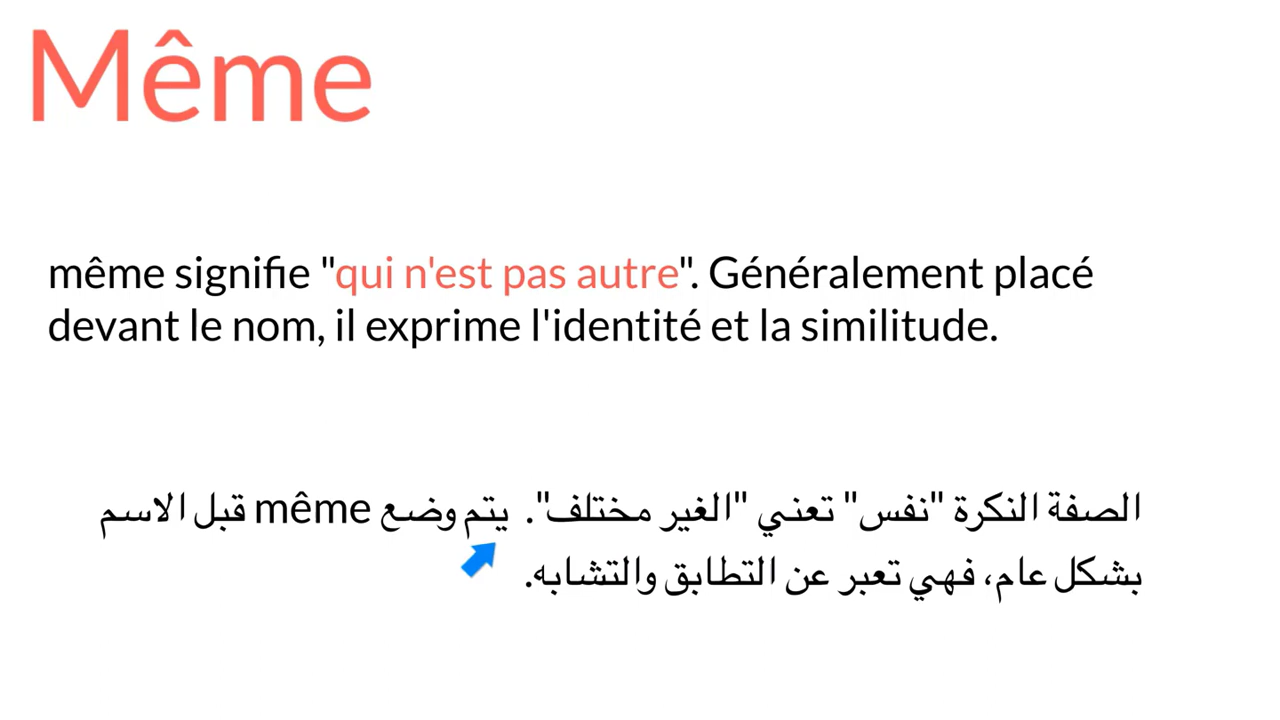 Même
même signifie "qui n'est pas autre". Généralement placé
devant le nom, il exprime l'identité et la similitude.
الصفة النكرة "نفس" تعني "الغير مختلف". يتم وضع même قبل الاسم
بشكل عام، فهي تعبر عن التطابق والتشابه.